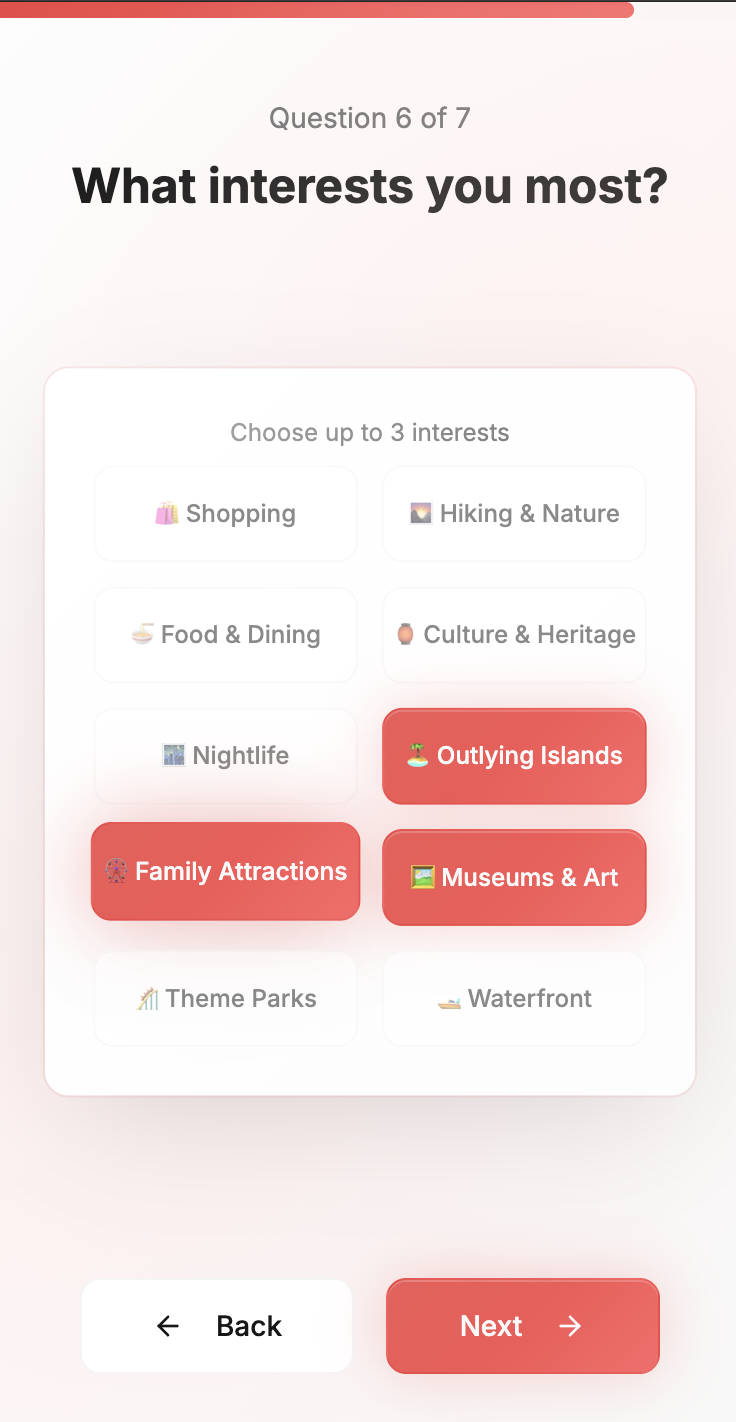 Question 6 of 7
What interests you most?
Choose up to 3 interests
Shopping
Hiking & Nature
Food & Dining
Culture & Heritage
Nightlife
Outlying Islands
Family Attractions
Museums & Art
Theme Parks
Waterfront
← Back
Next →